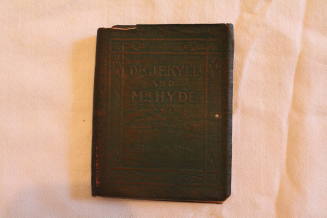 DR. JEKYLL
AND
MR. HYDE